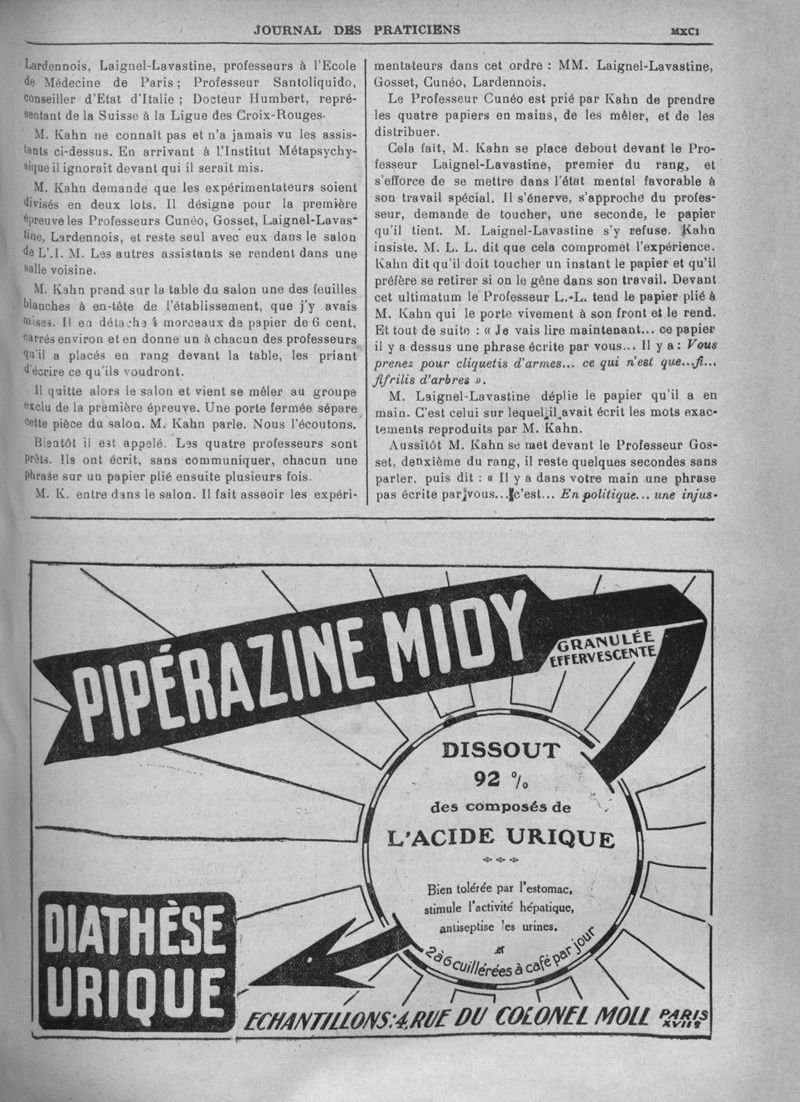 JOURNAL DES PRATICIENS
MXCI
Lardennois, Laignel-Lavastine, professeurs à l'Ecole
de Médecine de Paris ; Professeur Santoliquido,
conseiller d'Etat d'Italie ; Docteur Humbert, repré-
sentant de la Suisse à la Ligue des Croix-Rouges.
M. Kahn ne connaît pas et n'a jamais vu les assis-
tants ci-dessus. En arrivant à l'Institut Métapsychy-
sique il ignorait devant qui il serait mis.
M. Kahn demande que les expérimentateurs soient
divisés en deux lots. Il désigne pour la première
épreuve les Professeurs Cunéo, Gosset, Laignel-Lavas-
tine, Lardennois, et reste seul avec eux dans le salon
de L'.I. M. Les autres assistants se rendent dans une
salle voisine.
M. Kahn prend sur la table du salon une des feuilles
blanches à en-tête de l'établissement, que j'y avais
mises. Il en détacha 4 morceaux de papier de 6 cent.
carrés environ et en donne un à chacun des professeurs
qu'il a placés en rang devant la table, les priant
d'écrire ce qu'ils voudront.
Il quitte alors le salon et vient se mêler au groupe
exclu de la première épreuve. Une porte fermée sépare
cette pièce du salon. M. Kahn parle. Nous l'écoutons.
Bientôt il est appelé. Les quatre professeurs sont
prêts. Ils ont écrit, sans communiquer, chacun une
phrase sur un papier plié ensuite plusieurs fois.
M. K. entre dans le salon. Il fait asseoir les expéri-
mentateurs dans cet ordre : MM. Laignel-Lavastine,
Gosset, Cunéo, Lardennois.
Le Professeur Cunéo est prié par Kahn de prendre
les quatre papiers en mains, de les mêler, et de les
distribuer.
Cela fait, M. Kahn se place debout devant le Pro-
fesseur Laignel-Lavastine, premier du rang, et
s'efforce de se mettre dans l'état mental favorable à
son travail spécial. Il s'énerve, s'approche du profes-
seur, demande de toucher, une seconde, le papier
qu'il tient. M. Laignel-Lavastine s'y refuse. Kahn
insiste. M. L. L. dit que cela compromet l'expérience.
Kahn dit qu'il doit toucher un instant le papier et qu'il
préfère se retirer si on le gêne dans son travail. Devant
cet ultimatum le Professeur L.-L. tend le papier plié à
M. Kahn qui le porte vivement à son front et le rend.
Et tout de suite : « Je vais lire maintenant... ce papier
il y a dessus une phrase écrite par vous... Il y a : Vous
prenez pour cliquetis d'armes... ce qui n'est que...fi...
fifrilis d'arbres ».
M. Laignel-Lavastine déplie le papier qu'il a en
main. C'est celui sur lequel il avait écrit les mots exac-
tements reproduits par M. Kahn.
Aussitôt M. Kahn se met devant le Professeur Gos-
set, deuxième du rang, il reste quelques secondes sans
parler, puis dit : « Il y a dans votre main une phrase
pas écrite par vous... c'est... En politique... une injus-
PIPÉRAZINE MIDY
GRANULÉE
EFFERVESCENTE
DISSOUT
92 %
des composés de
L'ACIDE URIQUE
Bien tolérée par l'estomac,
stimule l'activité hépatique,
antiseptise les urines.
2 à 6 cuillérées à café par jour
DIATHÈSE
URIQUE
ECHANTILLONS: 4, RUE DU COLONEL MOLL PARIS
XVIIe